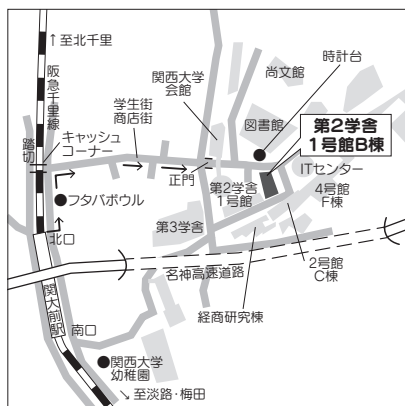 ↑至北千里
阪急千里線
踏切
キャッシュ
コーナー
学生街
商店街
関西大学
会館
尚文館
時計台
図書館
第2学舎
1号館B棟
ITセンター
4号館
F棟
正門
第2学舎
1号館
フタバボウル
北口
第3学舎
2号館
C棟
名神高速道路
経商研究棟
関大前駅
南口
関西大学
幼稚園
↘至淡路・梅田